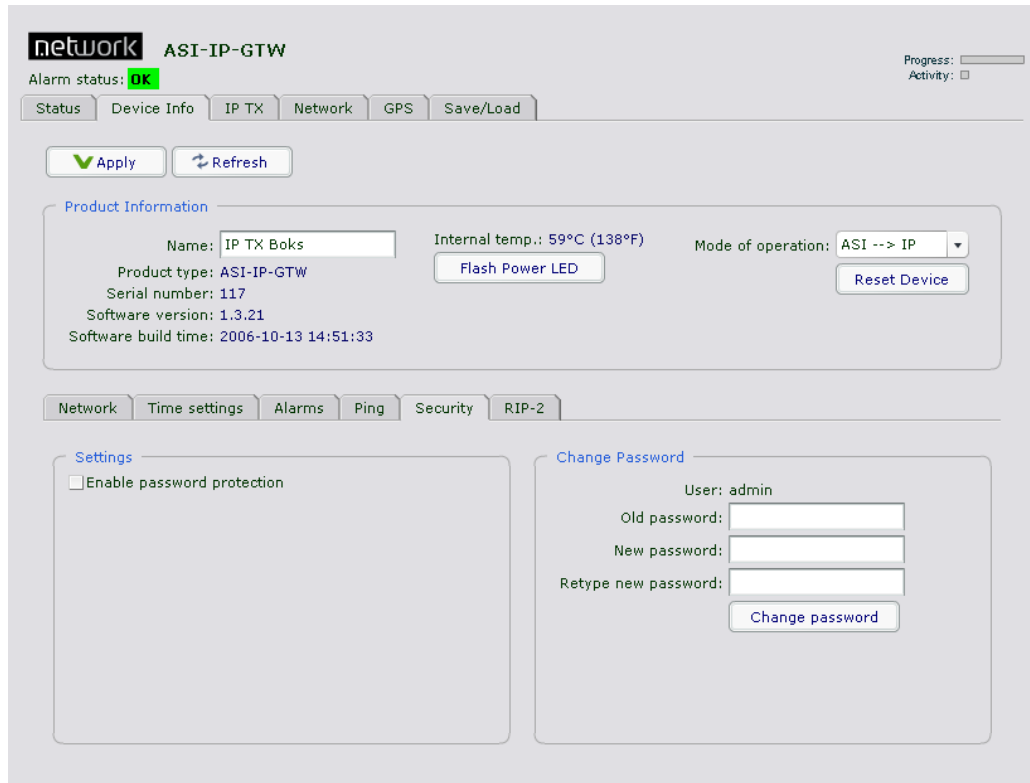 network ASI-IP-GTW
Progress:
Alarm status: OK
Activity:
Status Device Info IP TX Network GPS Save/Load
Apply Refresh
Product Information
Name: IP TX Boks
Internal temp.: 59°C (138°F)
Flash Power LED
Mode of operation: ASI --> IP
Reset Device
Product type: ASI-IP-GTW
Serial number: 117
Software version: 1.3.21
Software build time: 2006-10-13 14:51:33
Network Time settings Alarms Ping Security RIP-2
Settings
Enable password protection
Change Password
User: admin
Old password:
New password:
Retype new password:
Change password